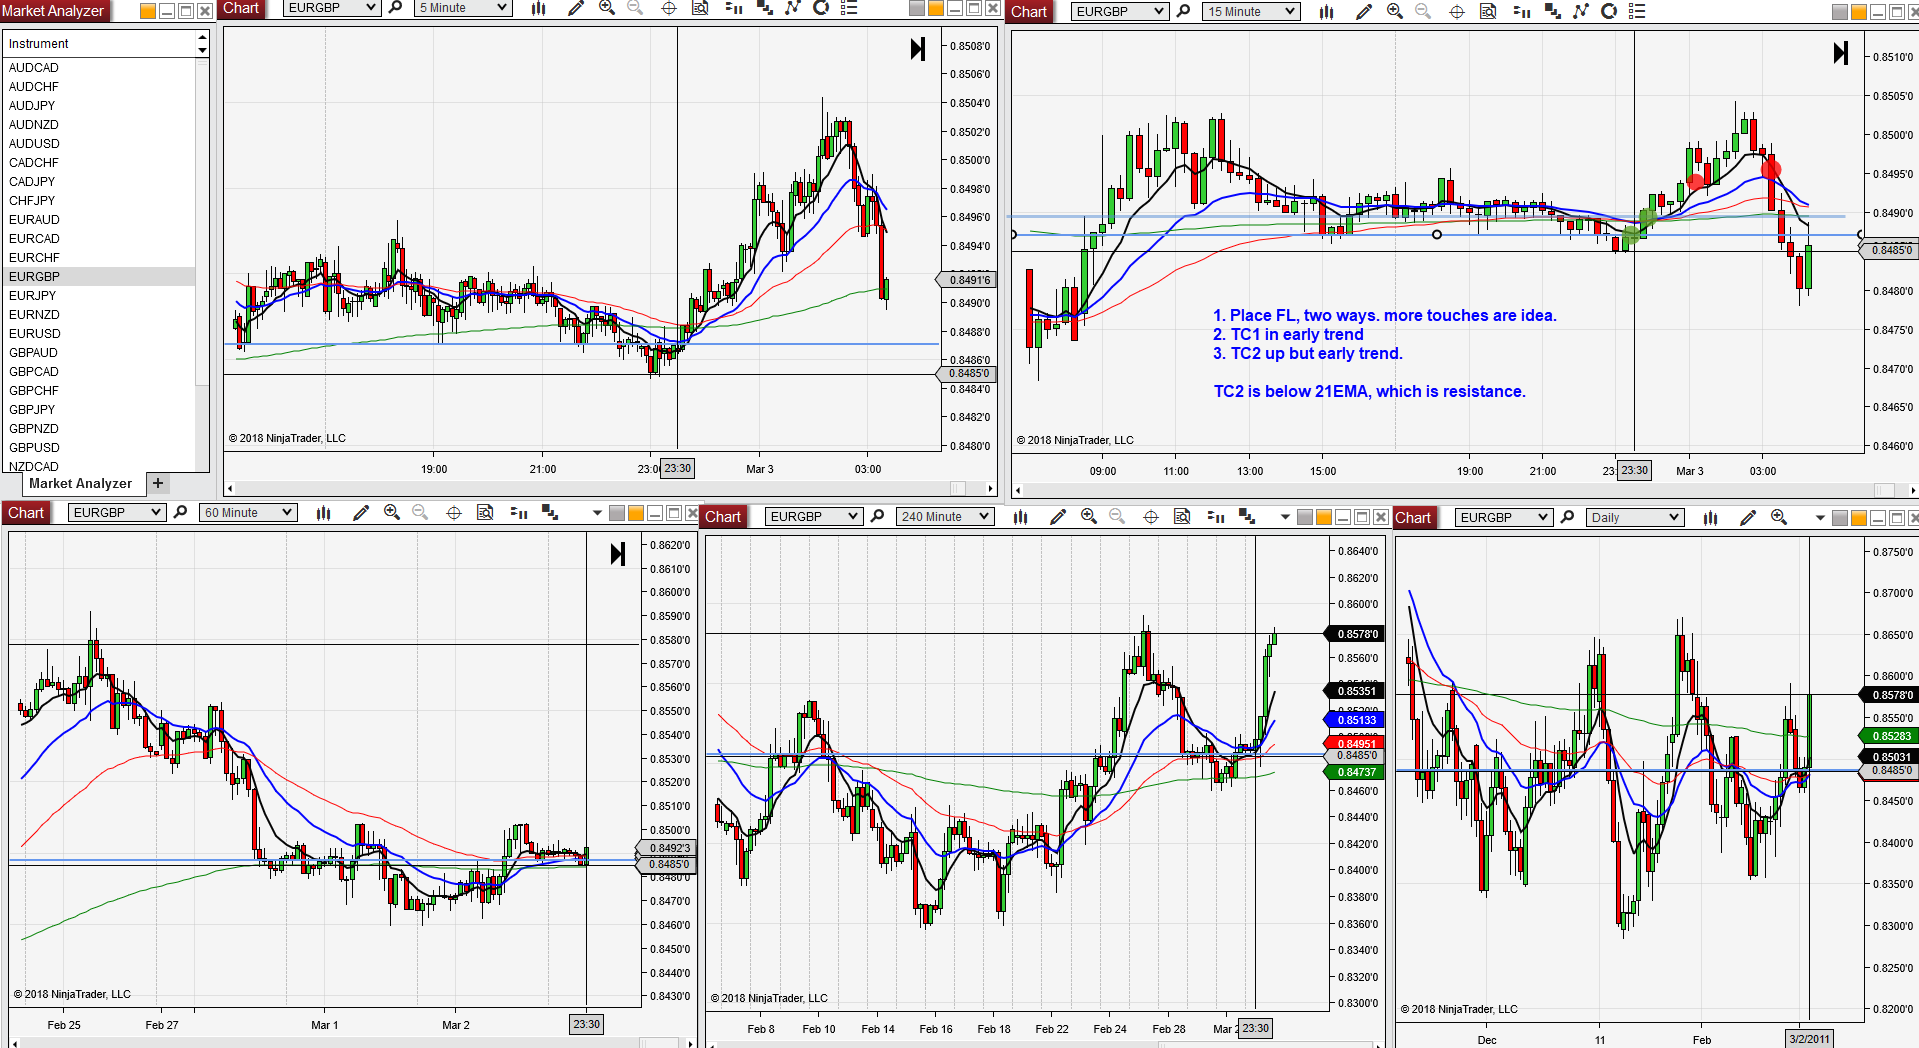 Market Analyzer
Instrument
AUDCAD
AUDCHF
AUDJPY
AUDNZD
AUDUSD
CADCHF
CADJPY
CHFJPY
EURAUD
EURCAD
EURCHF
EURGBP
EURJPY
EURNZD
EURUSD
GBPAUD
GBPCAD
GBPCHF
GBPJPY
GBPNZD
GBPUSD
NZDCAD
Market Analyzer +
Chart EURGBP 5 Minute
0.8508'0
0.8506'0
0.8504'0
0.8502'0
0.8500'0
0.8498'0
0.8496'0
0.8494'0
0.8491'6
0.8490'0
0.8488'0
0.8486'0
0.8485'0
0.8484'0
0.8482'0
0.8480'0
© 2018 NinjaTrader, LLC
19:00 21:00 23:30 Mar 3 03:00
Chart EURGBP 15 Minute
0.8510'0
0.8505'0
0.8500'0
0.8495'0
0.8490'0
0.8485'0
0.8480'0
0.8475'0
0.8470'0
0.8465'0
0.8460'0
1. Place FL, two ways. more touches are idea.
2. TC1 in early trend
3. TC2 up but early trend.
TC2 is below 21EMA, which is resistance.
© 2018 NinjaTrader, LLC
09:00 11:00 13:00 15:00 19:00 21:00 23:30 Mar 3 03:00
Chart EURGBP 60 Minute
0.8620'0
0.8610'0
0.8600'0
0.8590'0
0.8580'0
0.8570'0
0.8560'0
0.8550'0
0.8540'0
0.8530'0
0.8520'0
0.8510'0
0.8500'0
0.8492'3
0.8485'0
0.8480'0
0.8470'0
0.8460'0
0.8450'0
0.8440'0
0.8430'0
© 2018 NinjaTrader, LLC
Feb 25 Feb 27 Mar 1 Mar 2 23:30
Chart EURGBP 240 Minute
0.8640'0
0.8620'0
0.8600'0
0.8578'0
0.8560'0
0.85351
0.85133
0.84951
0.8485'0
0.84737
0.8460'0
0.8440'0
0.8420'0
0.8400'0
0.8380'0
0.8360'0
0.8340'0
0.8320'0
0.8300'0
© 2018 NinjaTrader, LLC
Feb 8 Feb 10 Feb 14 Feb 16 Feb 18 Feb 22 Feb 24 Feb 28 Mar 2 23:30
Chart EURGBP Daily
0.8750'0
0.8700'0
0.8650'0
0.8600'0
0.8578'0
0.8550'0
0.85283
0.85031
0.8485'0
0.8450'0
0.8400'0
0.8350'0
0.8300'0
0.8250'0
0.8200'0
© 2018 NinjaTrader, LLC
Dec 11 Feb 3/2/2011